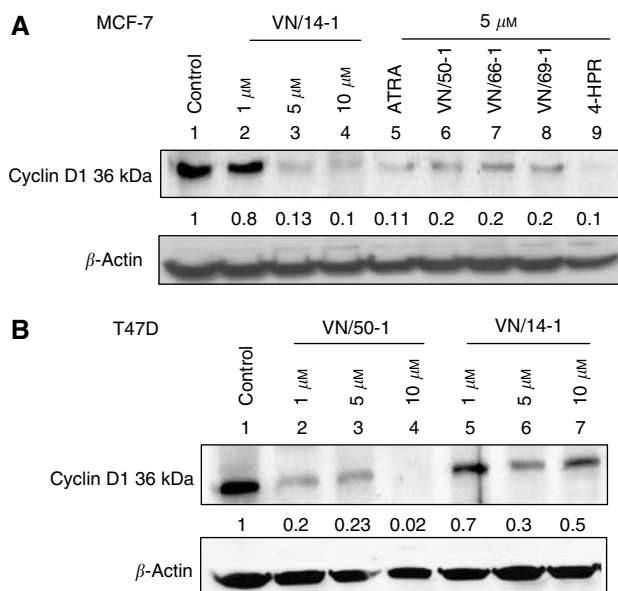 A MCF-7 VN/14-1 5 μM
Control 1 μM 5 μM 10 μM ATRA VN/50-1 VN/66-1 VN/69-1 4-HPR
1 2 3 4 5 6 7 8 9
Cyclin D1 36 kDa
1 0.8 0.13 0.1 0.11 0.2 0.2 0.2 0.1
β-Actin
B T47D VN/50-1 VN/14-1
Control 1 μM 5 μM 10 μM 1 μM 5 μM 10 μM
1 2 3 4 5 6 7
Cyclin D1 36 kDa
1 0.2 0.23 0.02 0.7 0.3 0.5
β-Actin